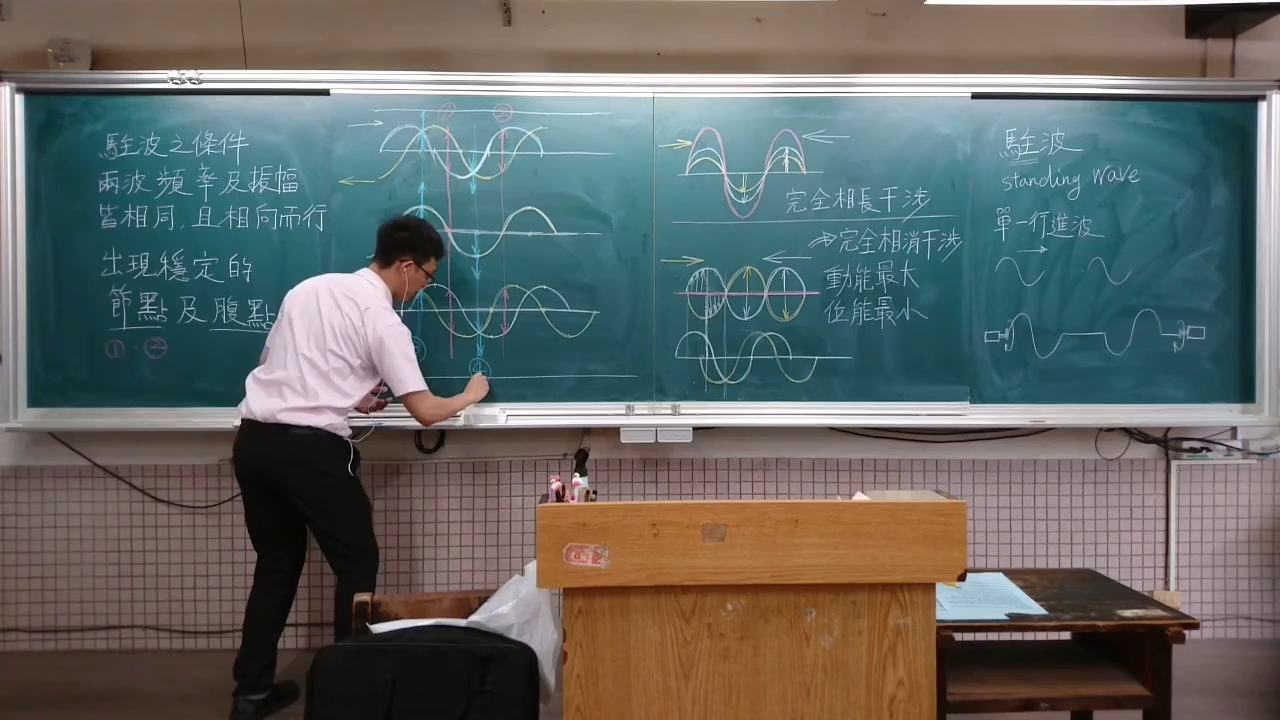 駐波之條件
兩波頻率及振幅
皆相同,且相向而行
出現穩定的
節點及腹點
① 、 ②
① ②
②
完全相長干涉
⇒完全相消干涉
動能最大
位能最小
駐波
standing wave
單一行進波